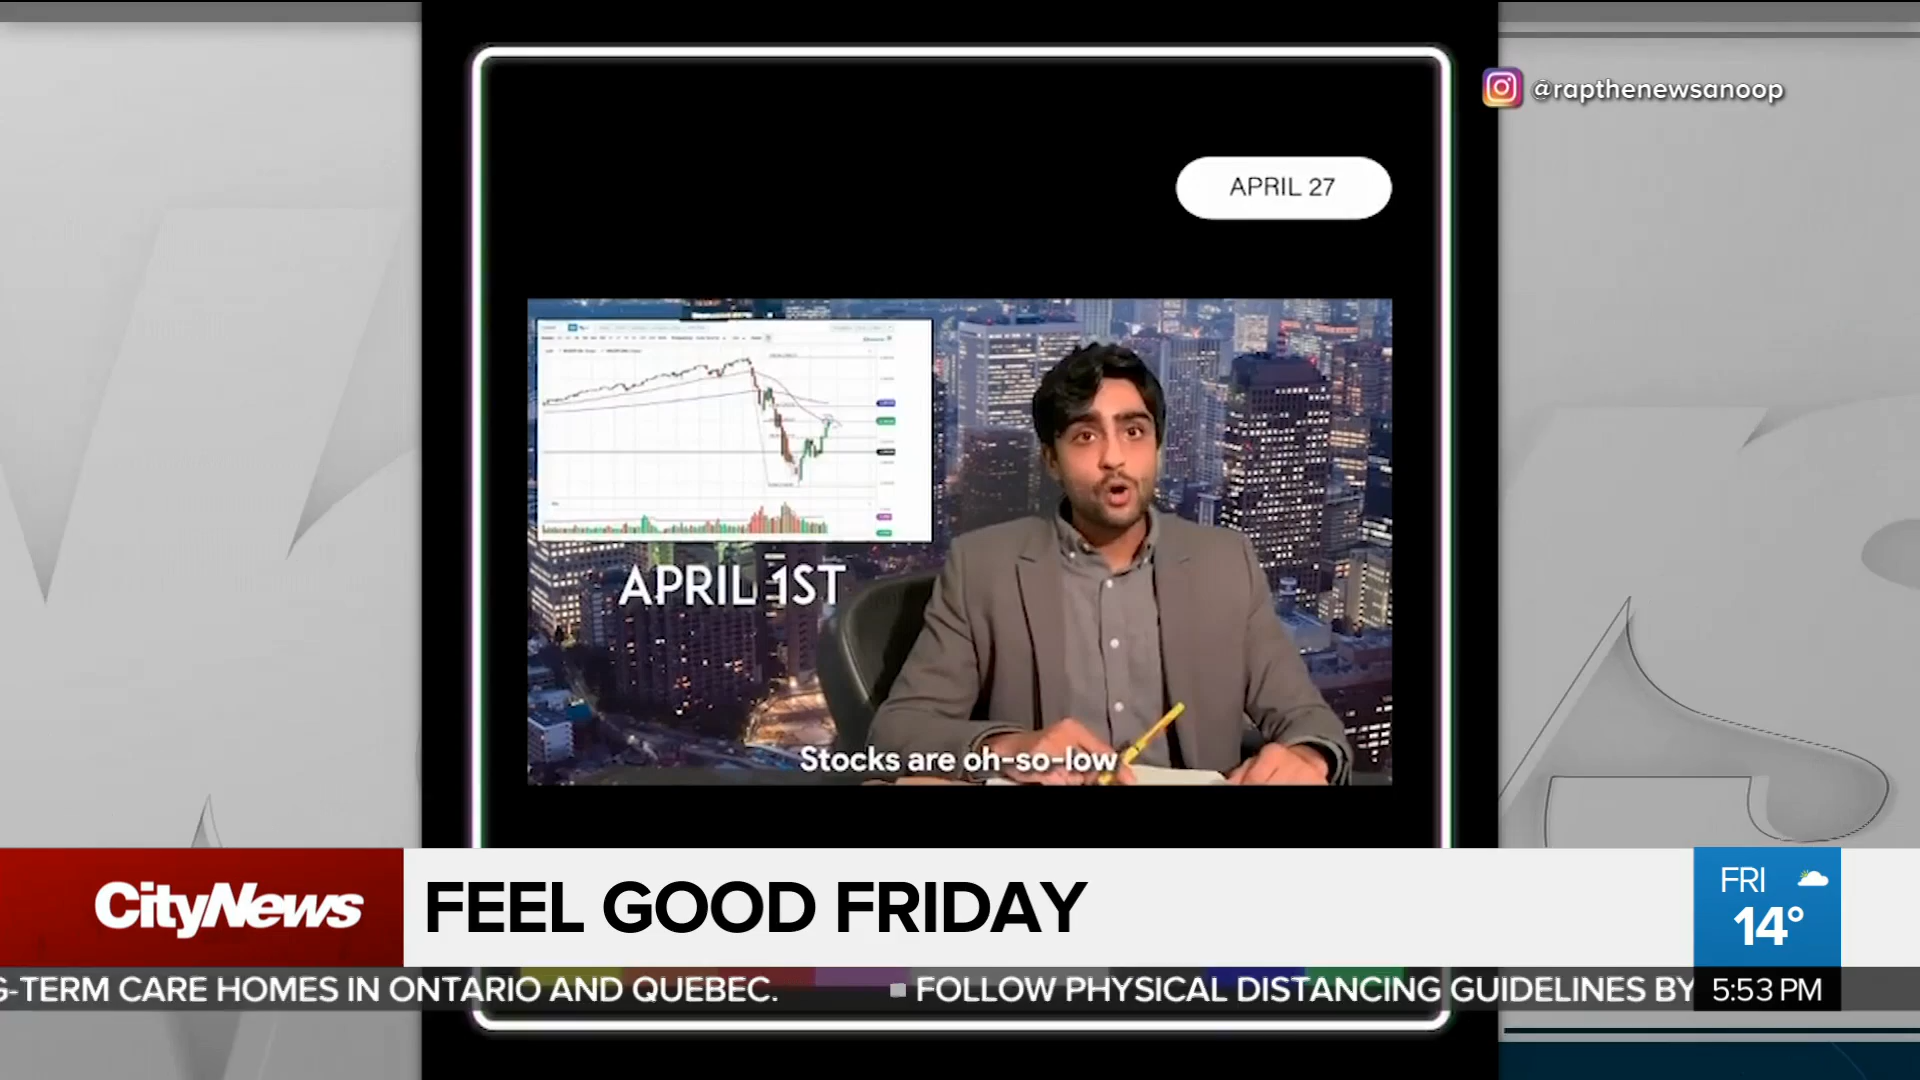 @rapthenewsanoop
APRIL 27
APRIL 1ST
Stocks are oh-so-low
CityNews
FEEL GOOD FRIDAY
FRI
14°
G-TERM CARE HOMES IN ONTARIO AND QUEBEC.
FOLLOW PHYSICAL DISTANCING GUIDELINES BY
5:53 PM